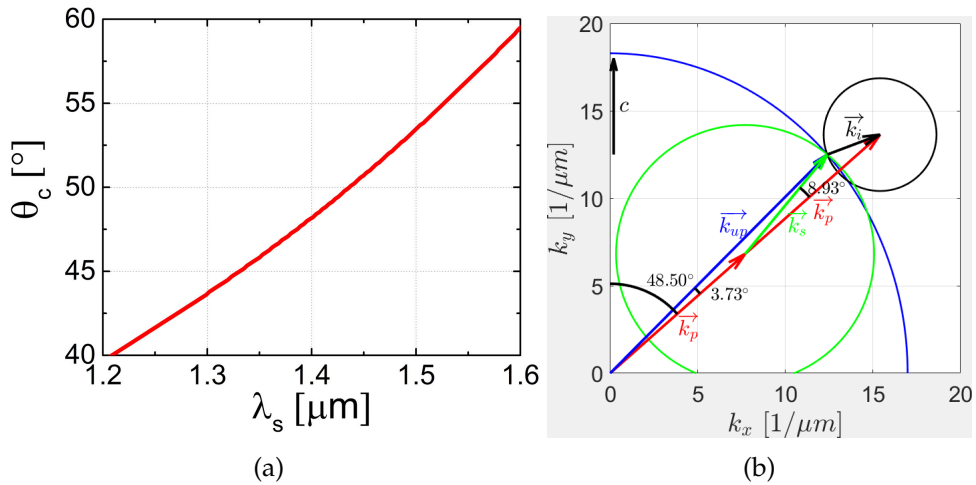 60
55
50
45
40
θc [°]
1.2 1.3 1.4 1.5 1.6
λs [μm]
(a)
20
15
10
5
0
ky [1/μm]
c
ki
8.93°
kp
kup
ks
48.50°
3.73°
kp
0 5 10 15 20
kx [1/μm]
(b)